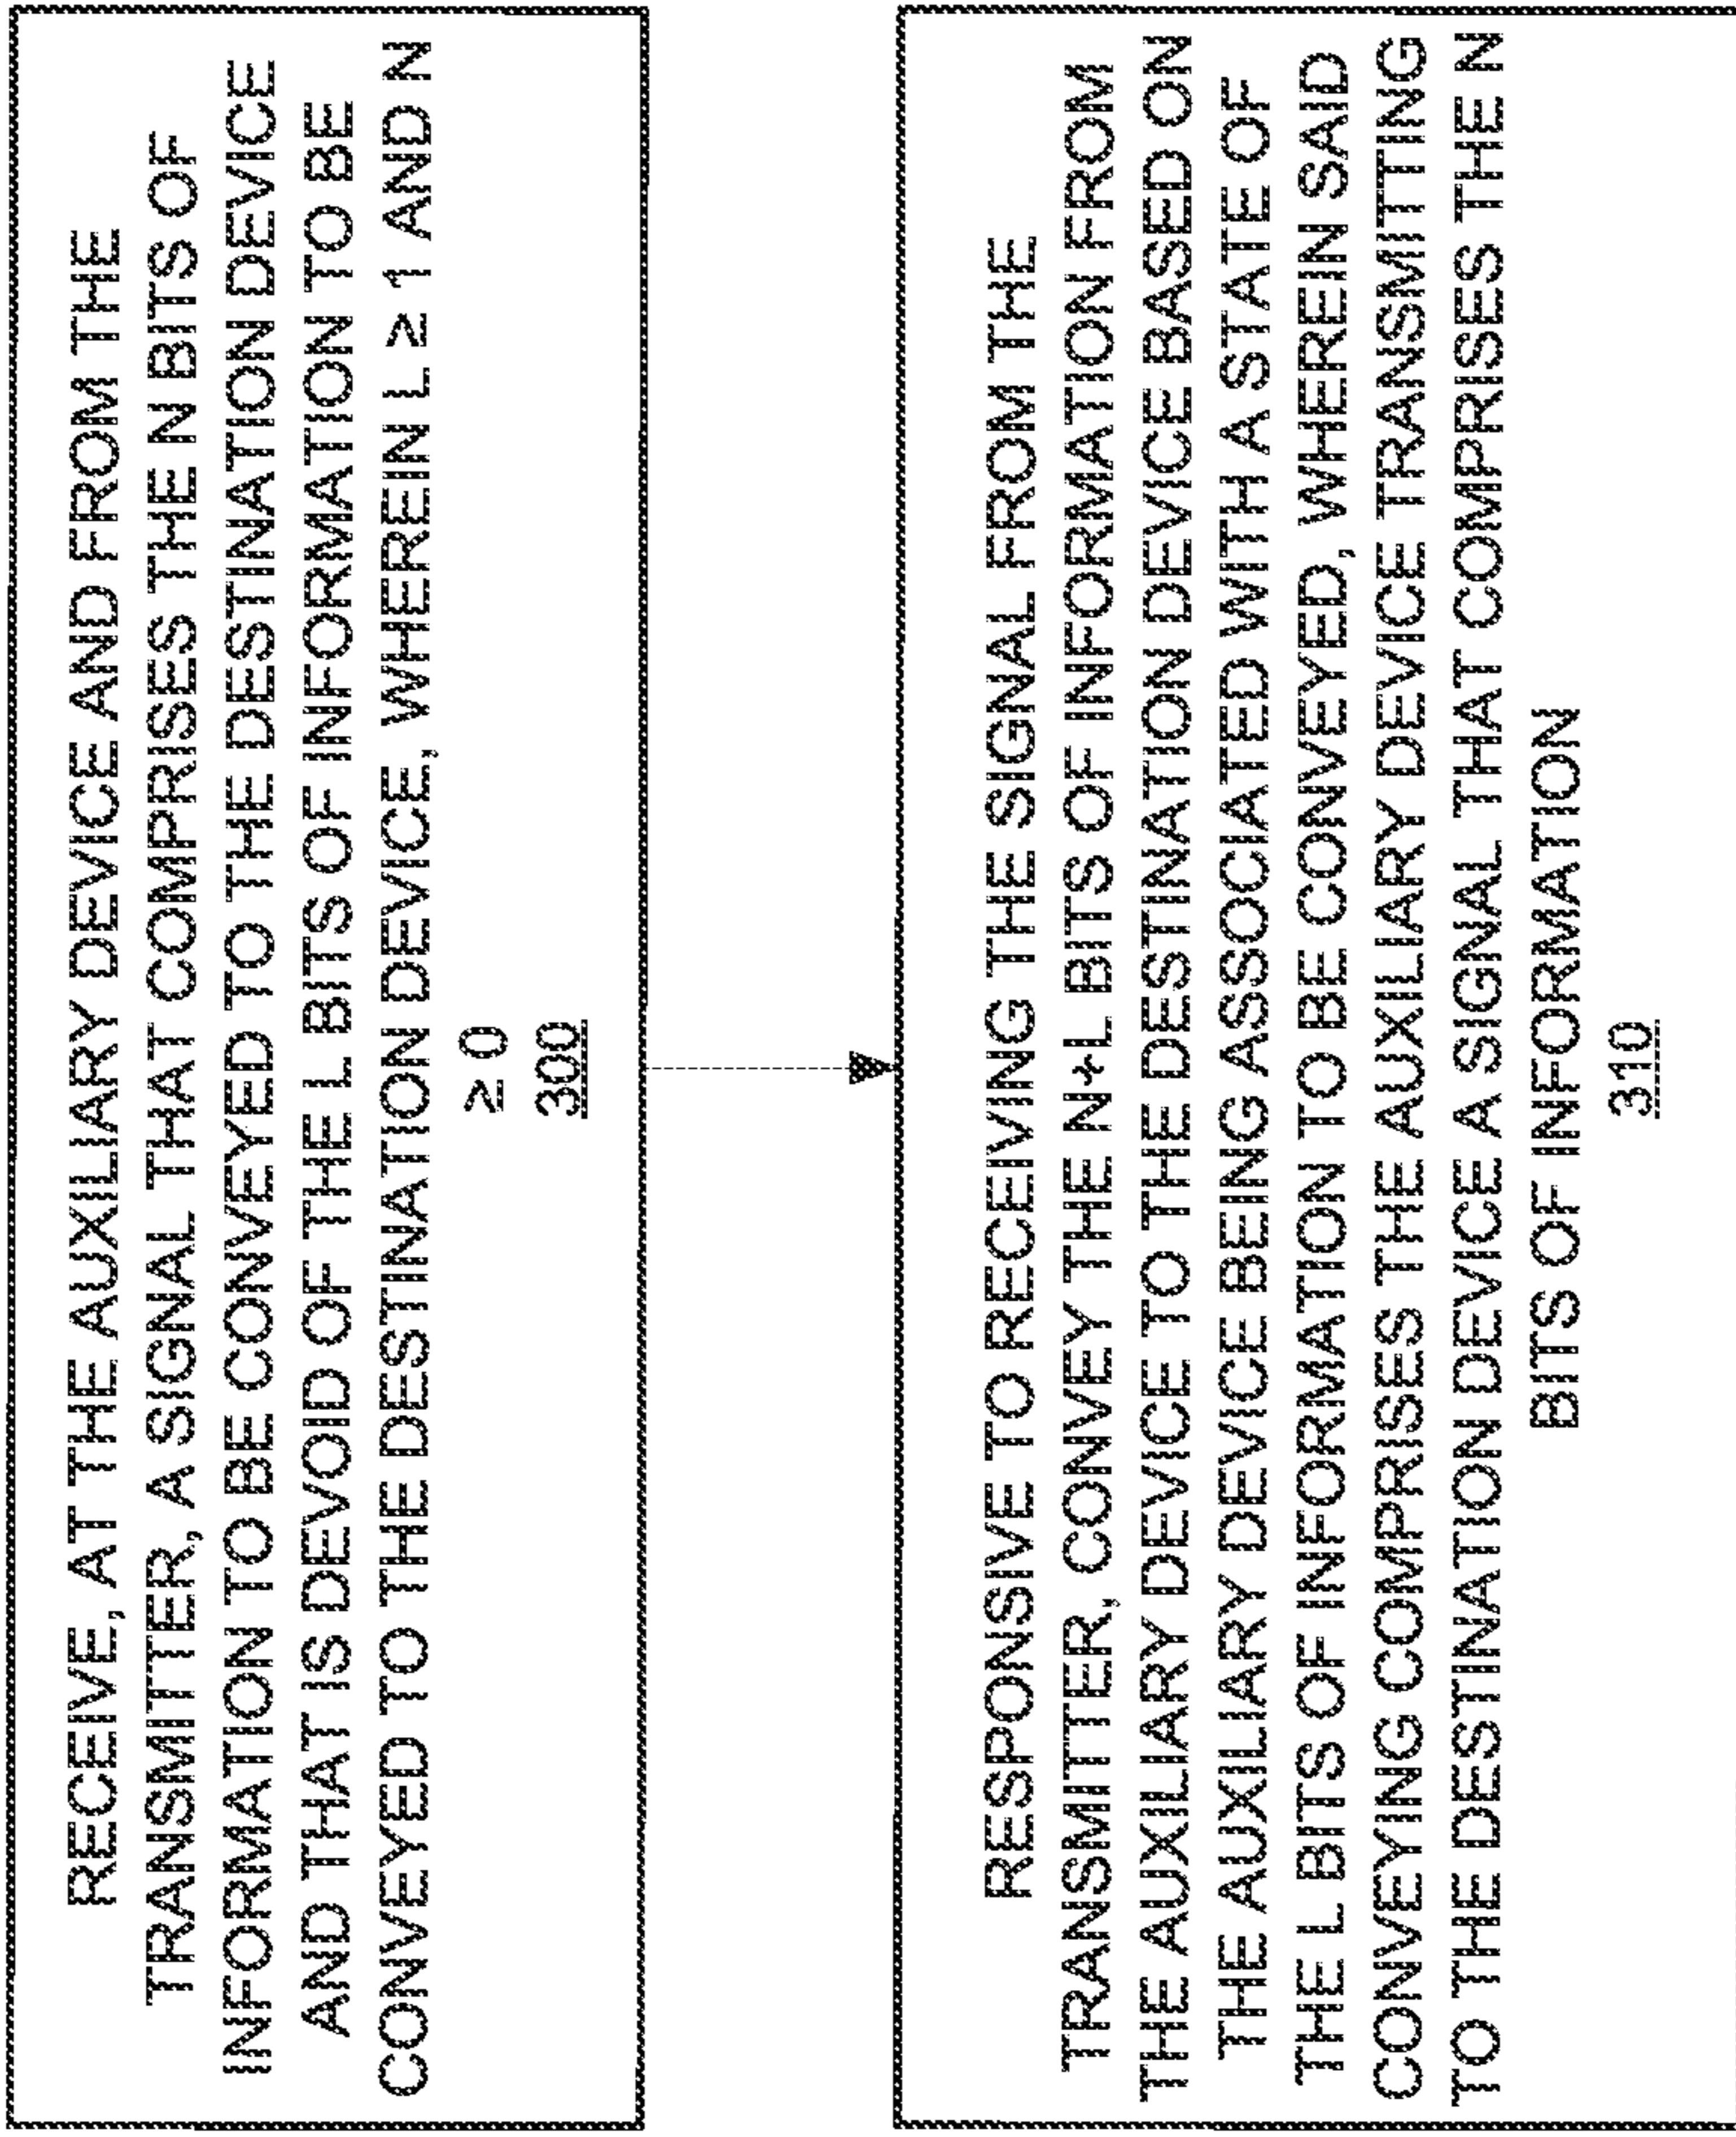 RECEIVE, AT THE AUXILIARY DEVICE AND FROM THE
TRANSMITTER, A SIGNAL THAT COMPRISES THE N BITS OF
INFORMATION TO BE CONVEYED TO THE DESTINATION DEVICE
AND THAT IS DEVOID OF THE L BITS OF INFORMATION TO BE
CONVEYED TO THE DESTINATION DEVICE, WHEREIN L ≥ 1 AND N
≥ 0
300
RESPONSIVE TO RECEIVING THE SIGNAL FROM THE
TRANSMITTER, CONVEY THE N+L BITS OF INFORMATION FROM
THE AUXILIARY DEVICE TO THE DESTINATION DEVICE BASED ON
THE AUXILIARY DEVICE BEING ASSOCIATED WITH A STATE OF
THE L BITS OF INFORMATION TO BE CONVEYED, WHEREIN SAID
CONVEYING COMPRISES THE AUXILIARY DEVICE TRANSMITTING
TO THE DESTINATION DEVICE A SIGNAL THAT COMPRISES THE N
BITS OF INFORMATION
310